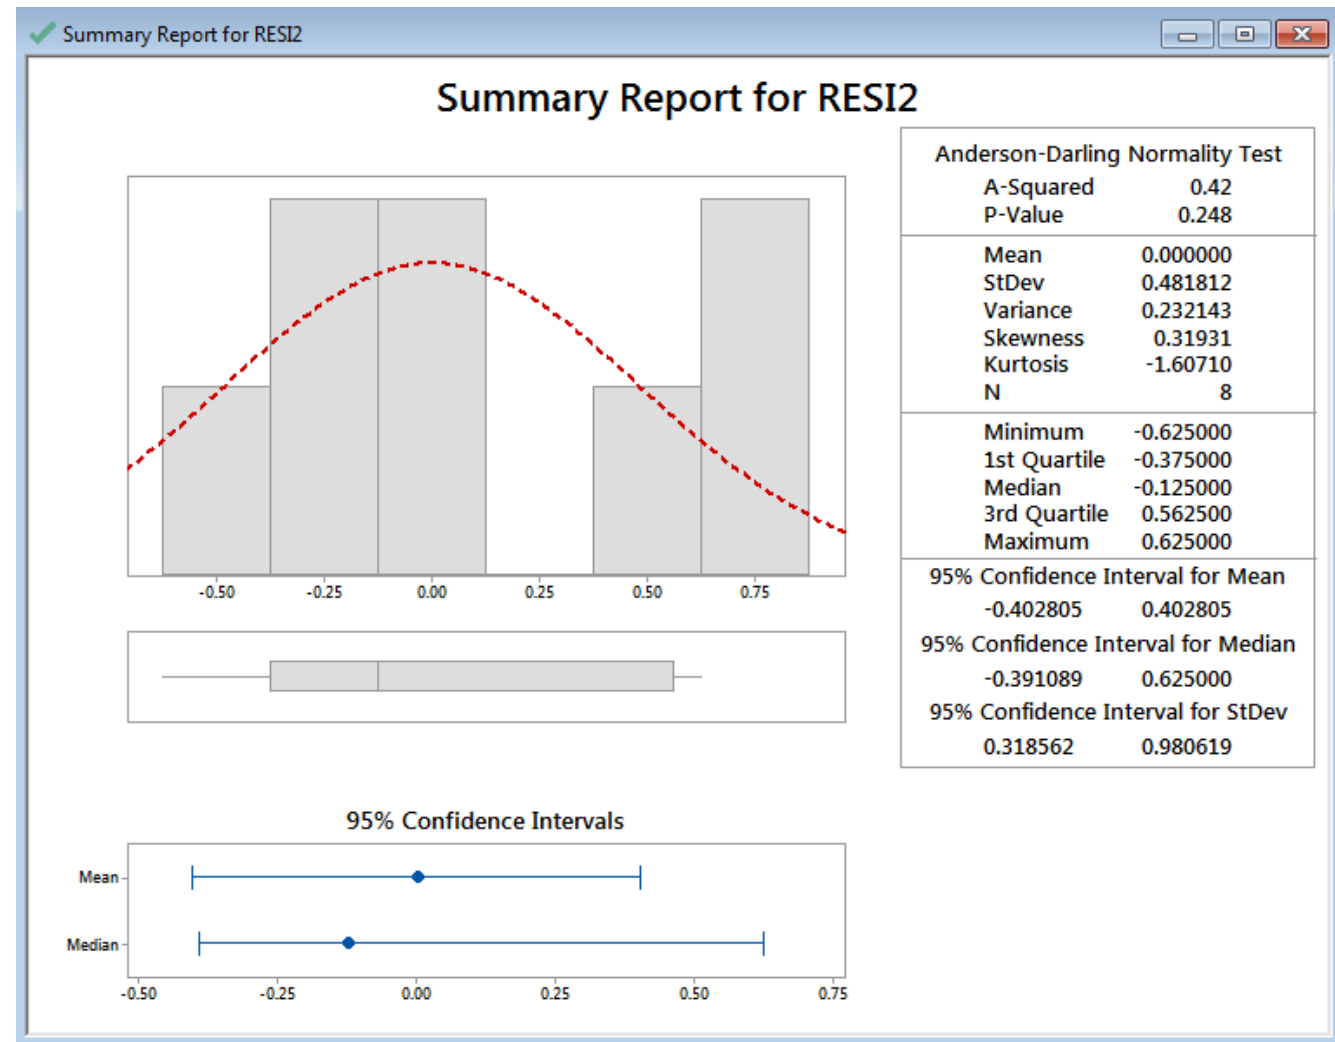 Summary Report for RESI2
Summary Report for RESI2
-0.50 -0.25 0.00 0.25 0.50 0.75
95% Confidence Intervals
Mean
Median
-0.50 -0.25 0.00 0.25 0.50 0.75
Anderson-Darling Normality Test
A-Squared 0.42
P-Value 0.248
Mean 0.000000
StDev 0.481812
Variance 0.232143
Skewness 0.31931
Kurtosis -1.60710
N 8
Minimum -0.625000
1st Quartile -0.375000
Median -0.125000
3rd Quartile 0.562500
Maximum 0.625000
95% Confidence Interval for Mean
-0.402805 0.402805
95% Confidence Interval for Median
-0.391089 0.625000
95% Confidence Interval for StDev
0.318562 0.980619